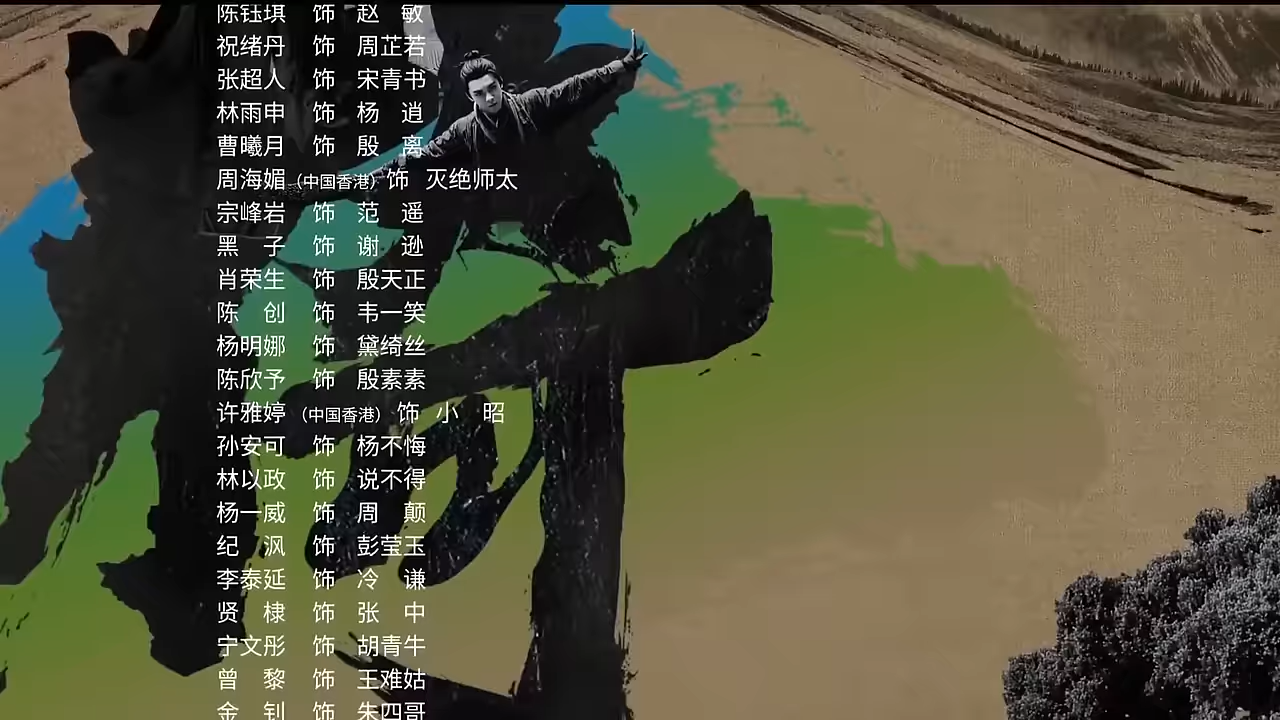 陈钰琪 饰 赵 敏
祝绪丹 饰 周芷若
张超人 饰 宋青书
林雨申 饰 杨 逍
曹曦月 饰 殷 离
周海媚（中国香港）饰 灭绝师太
宗峰岩 饰 范 遥
黑 子 饰 谢 逊
肖荣生 饰 殷天正
陈 创 饰 韦一笑
杨明娜 饰 黛绮丝
陈欣予 饰 殷素素
许雅婷（中国香港）饰 小 昭
孙安可 饰 杨不悔
林以政 饰 说不得
杨一威 饰 周 颠
纪 沨 饰 彭莹玉
李泰延 饰 冷 谦
贤 棣 饰 张 中
宁文彤 饰 胡青牛
曾 黎 饰 王难姑
金 钊 饰 朱四哥